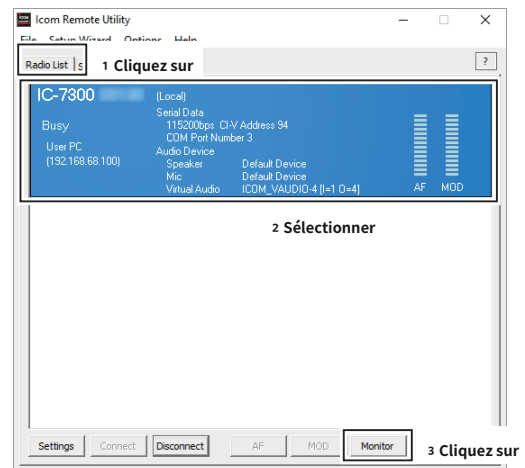 Icom Remote Utility
File Setup Wizard Options Help
Radio List S
1 Cliquez sur
?
IC-7300 (Local)
Serial Data
Busy 115200bps CI-V Address 94
COM Port Number 3
User PC Audio Device
(192.168.68.100) Speaker Default Device
Mic Default Device
Virtual Audio ICOM_VAUDIO-4 [I=1 O=4] AF MOD
2 Sélectionner
Settings Connect Disconnect AF MOD Monitor
3 Cliquez sur